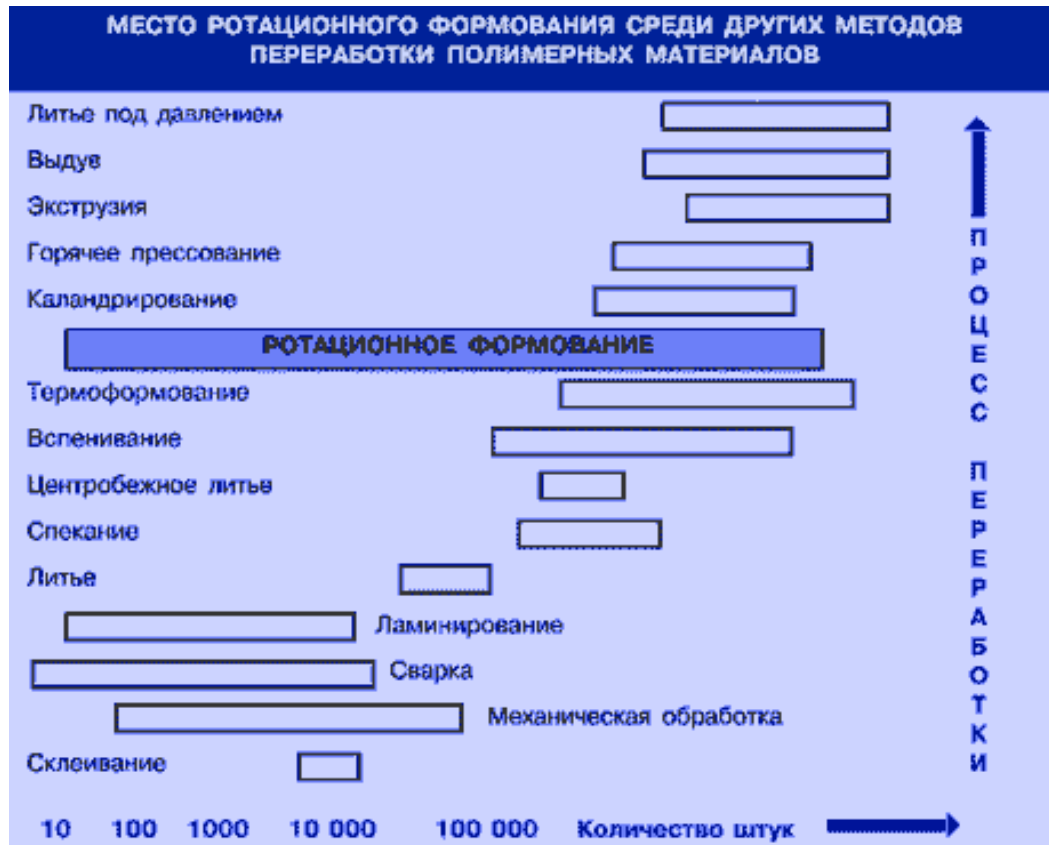 МЕСТО РОТАЦИОННОГО ФОРМОВАНИЯ СРЕДИ ДРУГИХ МЕТОДОВ
ПЕРЕРАБОТКИ ПОЛИМЕРНЫХ МАТЕРИАЛОВ
Литье под давлением
Выдув
Экструзия
Горячее прессование
Каландрирование
РОТАЦИОННОЕ ФОРМОВАНИЕ
Термоформование
Вспенивание
Центробежное литье
Спекание
Литье
Ламинирование
Сварка
Механическая обработка
Склеивание
10 100 1000 10 000 100 000 Количество штук
ПРОЦЕСС ПЕРЕРАБОТКИ